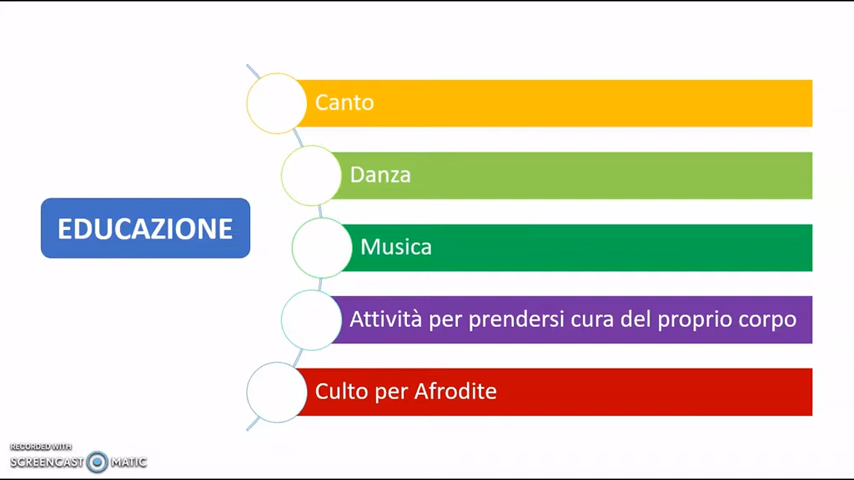 Canto
Danza
EDUCAZIONE
Musica
Attività per prendersi cura del proprio corpo
Culto per Afrodite
RECORDED WITH
SCREENCAST MATIC